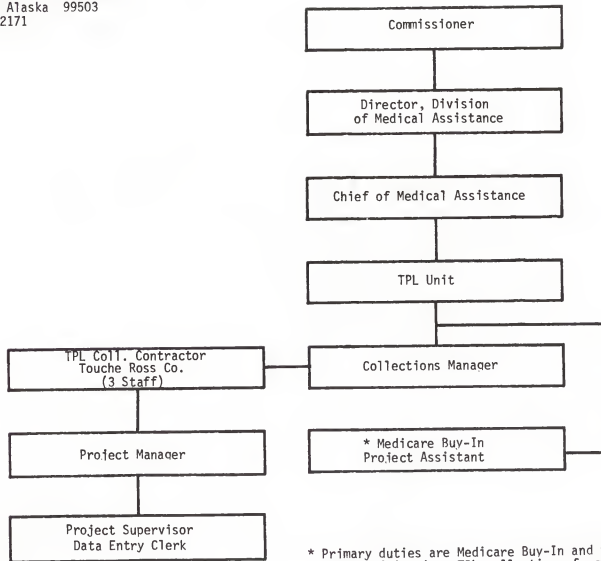 Alaska 99503
2171
Commissioner
Director, Division
of Medical Assistance
Chief of Medical Assistance
TPL Unit
TPL Coll. Contractor
Touche Ross Co.
(3 Staff)
Collections Manager
Project Manager
* Medicare Buy-In
Project Assistant
Project Supervisor
Data Entry Clerk
* Primary duties are Medicare Buy-In and